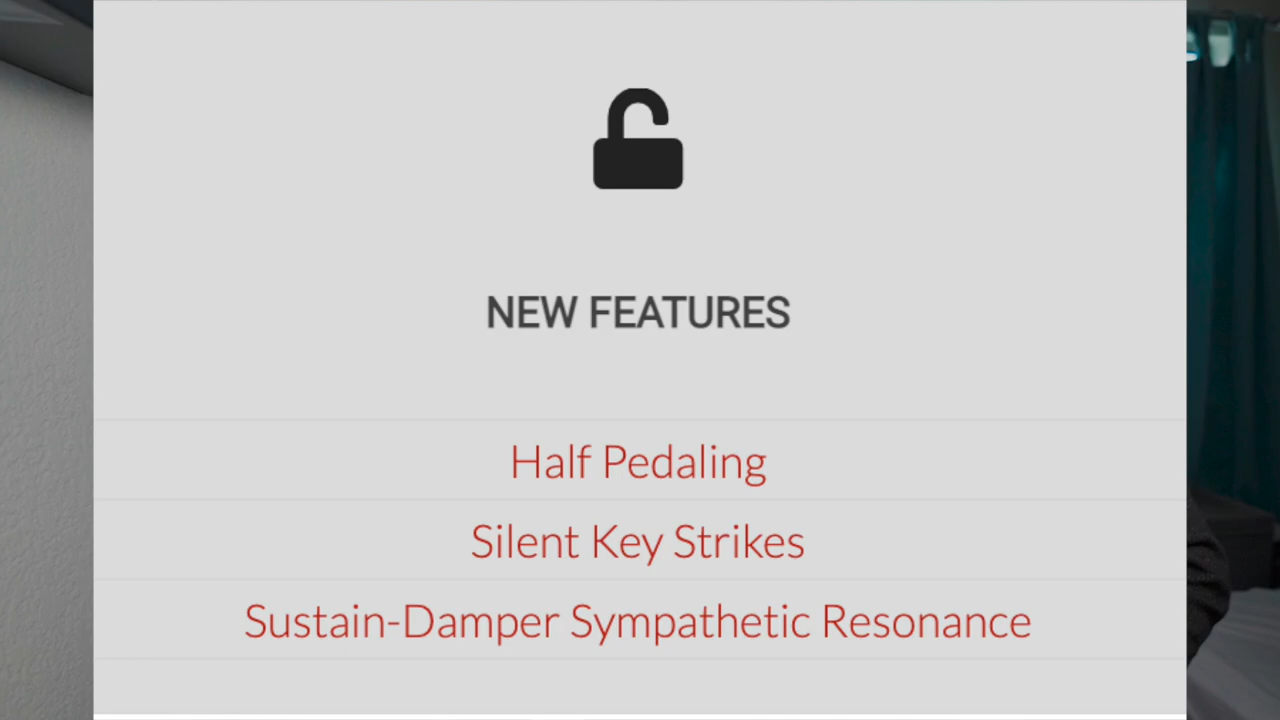 NEW FEATURES
Half Pedaling
Silent Key Strikes
Sustain-Damper Sympathetic Resonance